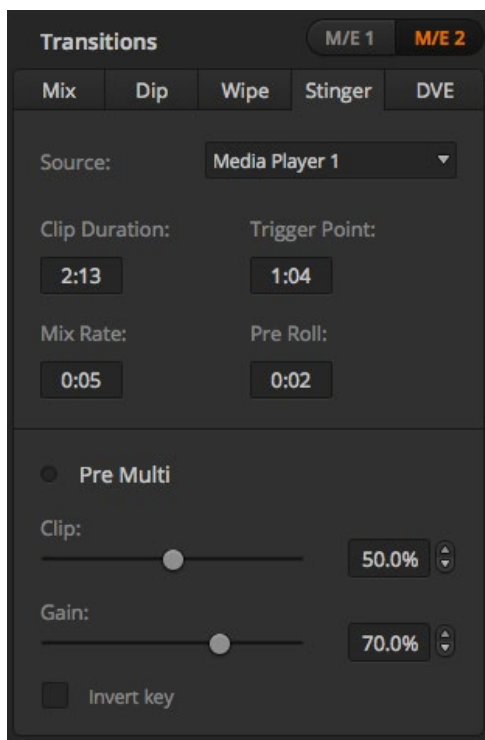 Transitions M/E 1 M/E 2
Mix Dip Wipe Stinger DVE
Source: Media Player 1
Clip Duration: Trigger Point:
2:13 1:04
Mix Rate: Pre Roll:
0:05 0:02
Pre Multi
Clip:
50.0%
Gain:
70.0%
Invert key